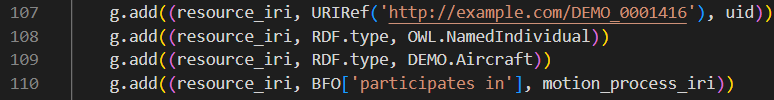 107 g.add((resource_iri, URIRef('http://example.com/DEMO_0001416'), uid))
108 g.add((resource_iri, RDF.type, OWL.NamedIndividual))
109 g.add((resource_iri, RDF.type, DEMO.Aircraft))
110 g.add((resource_iri, BFO['participates in'], motion_process_iri))